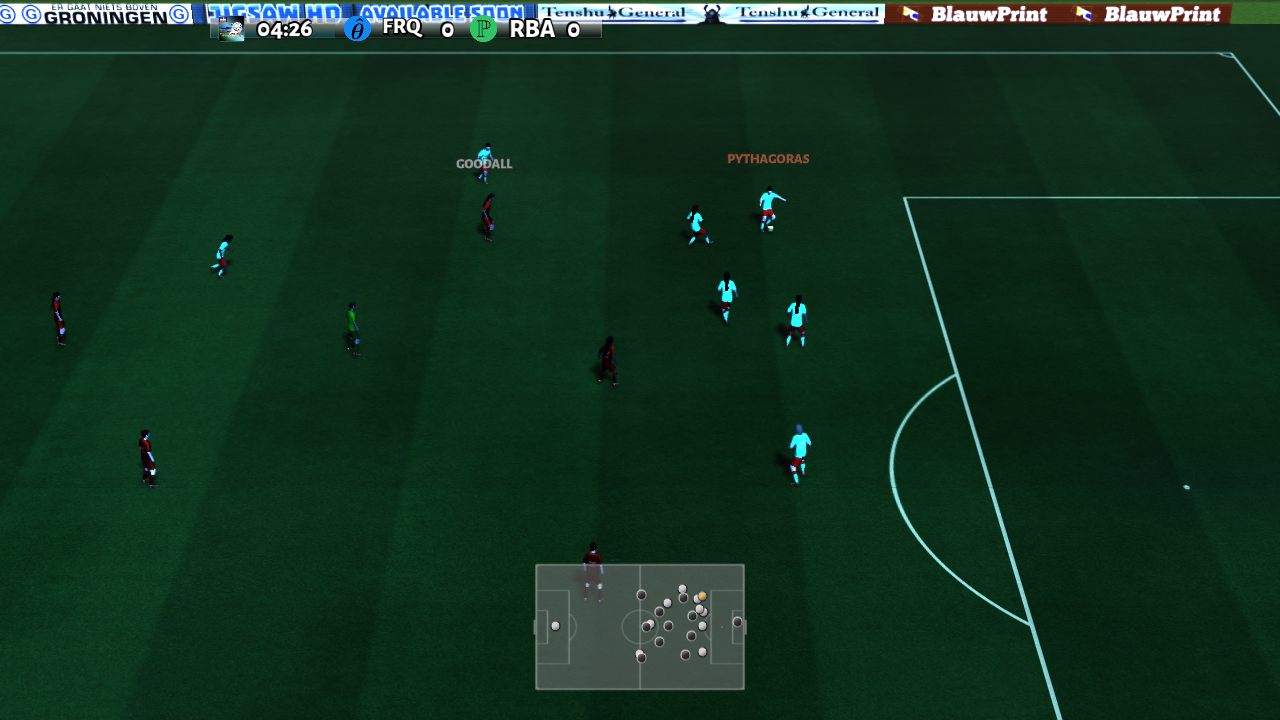 ER GAAT NIETS BOVEN
G G GRONINGEN G
JIGSAW HD AVAILABLE SOON
Tenshu General Tenshu General
BlauwPrint BlauwPrint
04:26 FRQ 0 P RBA 0
GOODALL
PYTHAGORAS